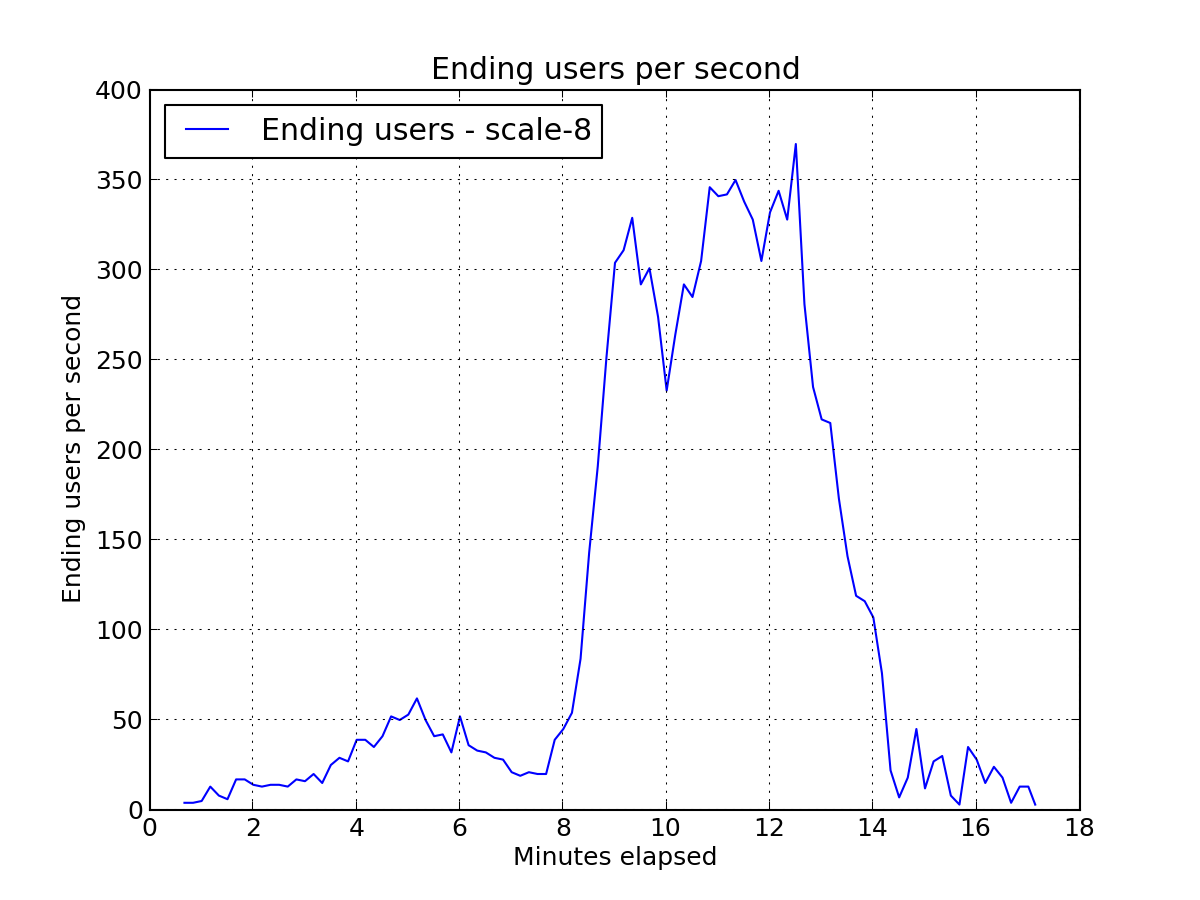 Ending users per second
Ending users - scale-8
400
350
300
250
200
150
100
50
0
Ending users per second
0 2 4 6 8 10 12 14 16 18
Minutes elapsed